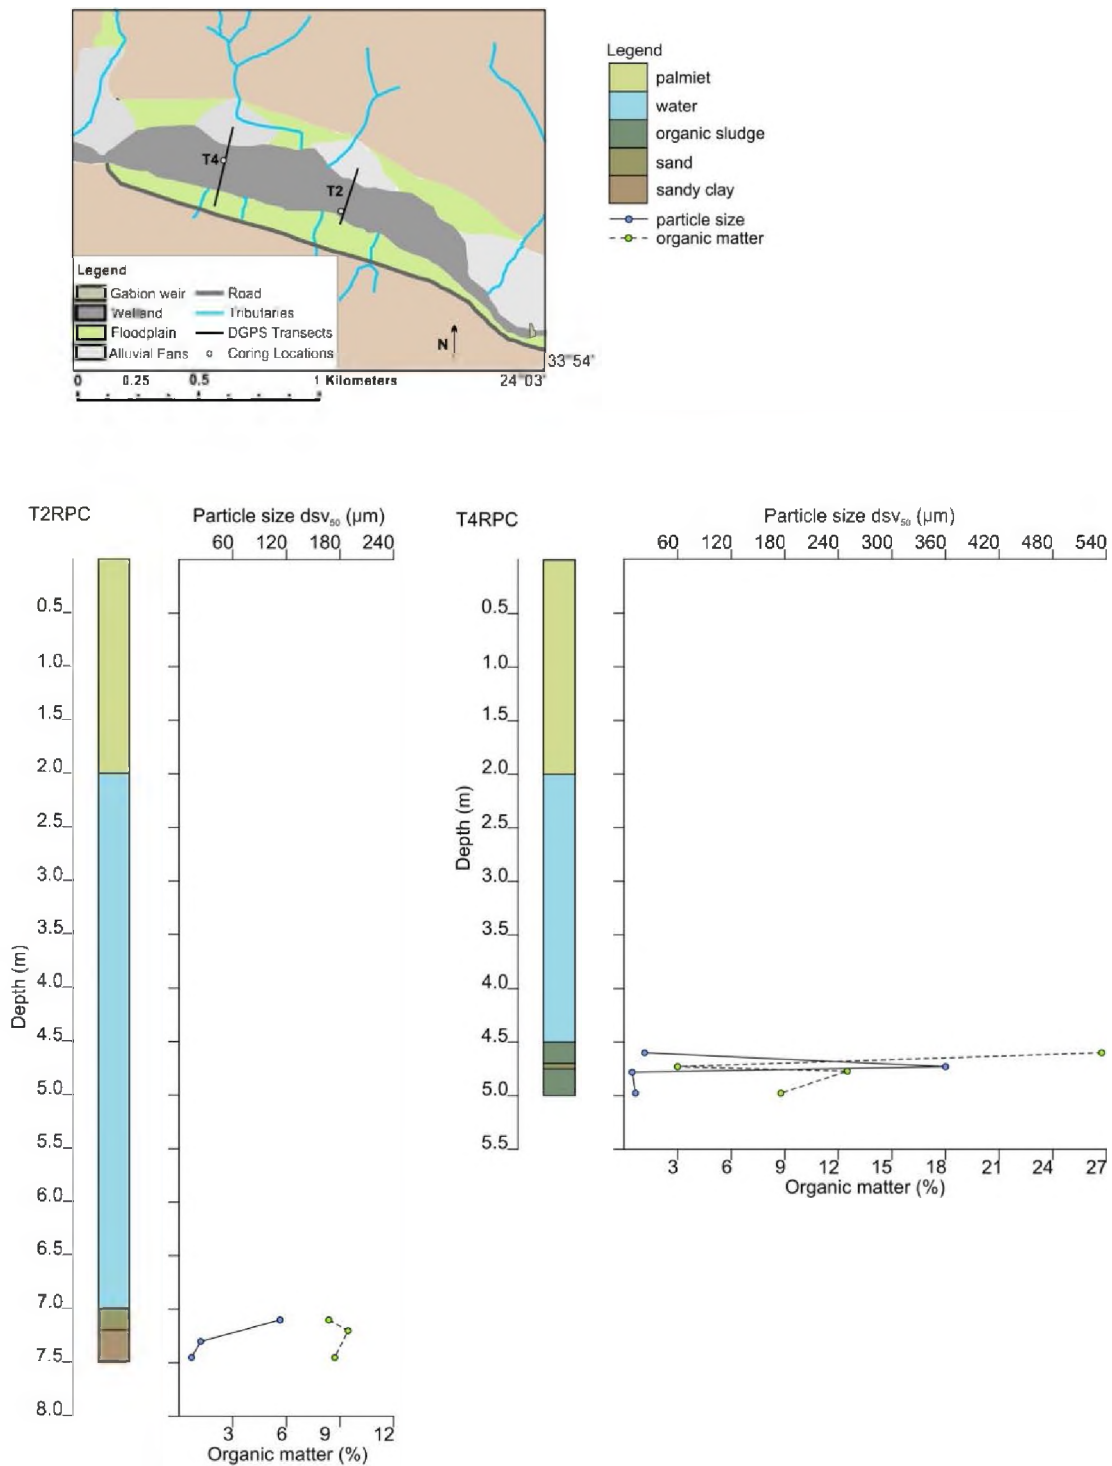 T4
T2
Legend
Gabion weir
Road
Wetland
Tributaries
Floodplain
DGPS Transects
Alluvial Fans
Coring Locations
N
33°54'
24°03'
0 0.25 0.5 1 Kilometers
Legend
palmiet
water
organic sludge
sand
sandy clay
particle size
organic matter
T2RPC
Particle size dsv₅₀ (µm)
60 120 180 240
0.5
1.0
1.5
2.0
2.5
3.0
3.5
4.0
4.5
5.0
5.5
6.0
6.5
7.0
7.5
8.0
Depth (m)
3 6 9 12
Organic matter (%)
T4RPC
Particle size dsv₅₀ (µm)
60 120 180 240 300 360 420 480 540
0.5
1.0
1.5
2.0
2.5
3.0
3.5
4.0
4.5
5.0
5.5
Depth (m)
3 6 9 12 15 18 21 24 27
Organic matter (%)